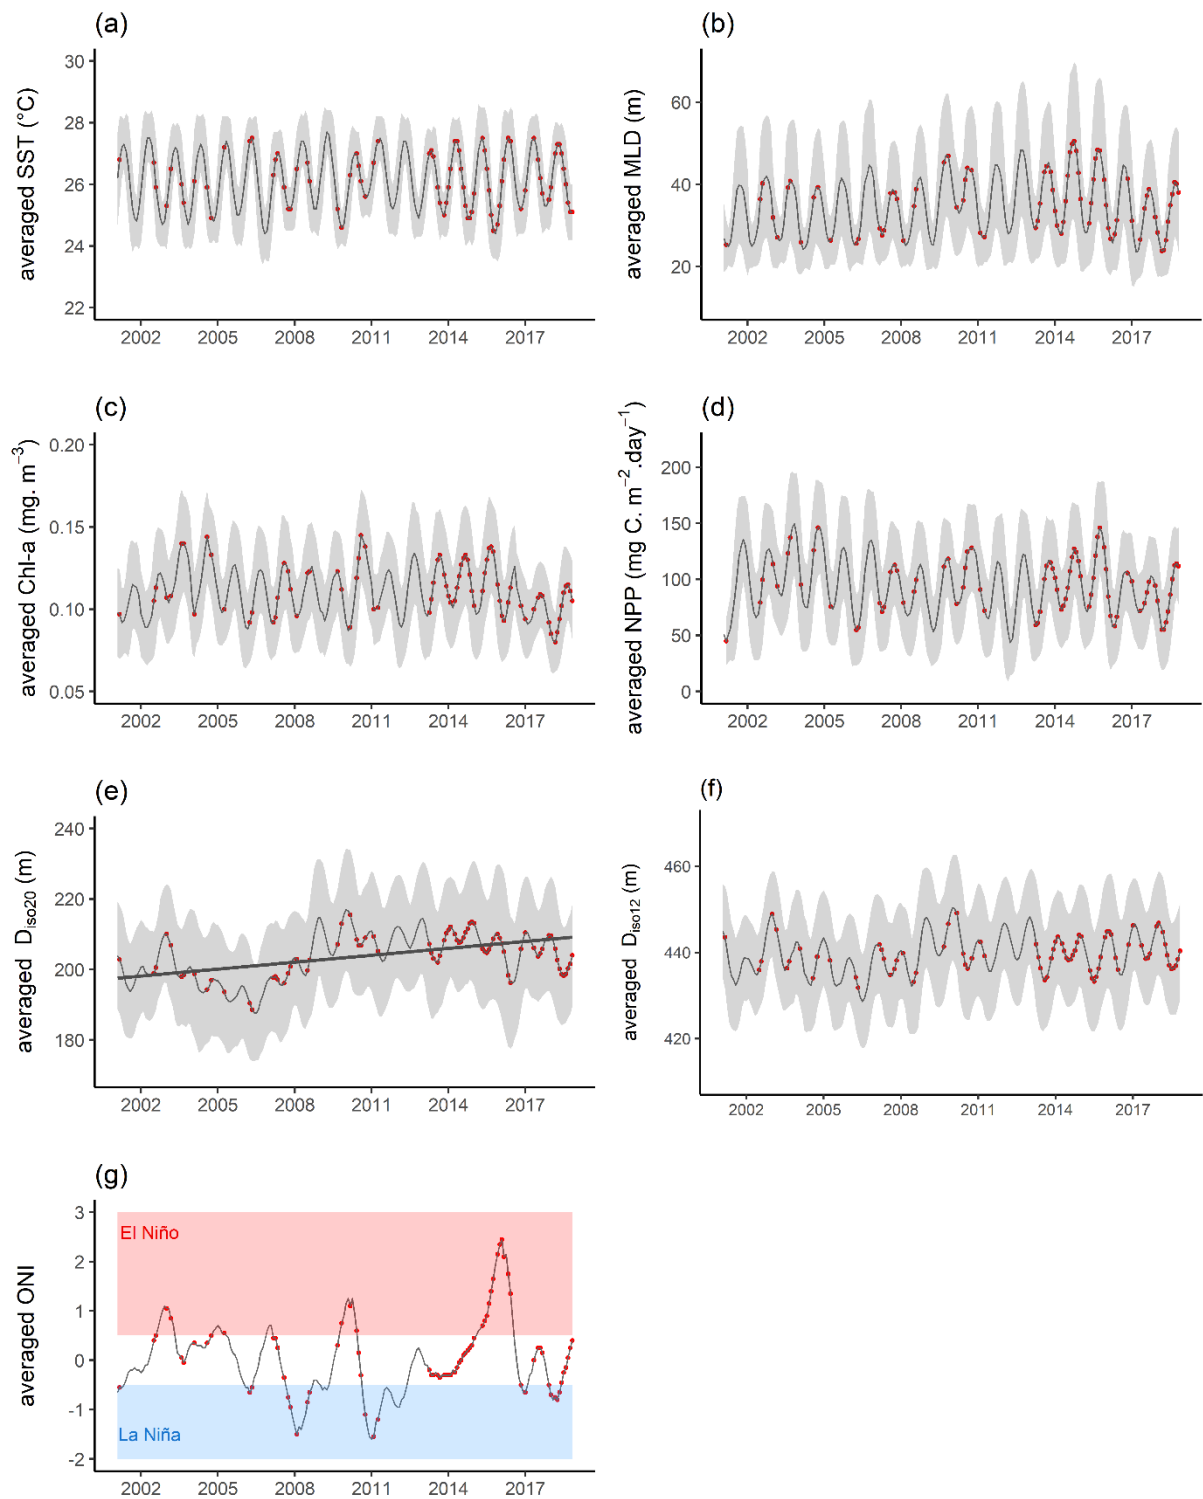 (a)
averaged SST (°C)
30
28
26
24
22
2002 2005 2008 2011 2014 2017
(b)
averaged MLD (m)
60
40
20
2002 2005 2008 2011 2014 2017
(c)
averaged Chl-a (mg. m⁻³)
0.20
0.15
0.10
0.05
2002 2005 2008 2011 2014 2017
(d)
averaged NPP (mg C. m⁻².day⁻¹)
200
150
100
50
0
2002 2005 2008 2011 2014 2017
(e)
averaged D_iso20 (m)
240
220
200
180
2002 2005 2008 2011 2014 2017
(f)
averaged D_iso12 (m)
460
440
420
2002 2005 2008 2011 2014 2017
(g)
averaged ONI
3
2
1
0
-1
-2
El Niño
La Niña
2002 2005 2008 2011 2014 2017